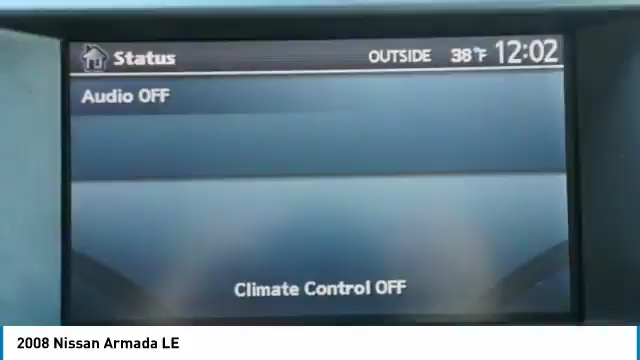 Status OUTSIDE 38°F 12:02
Audio OFF
Climate Control OFF
2008 Nissan Armada LE